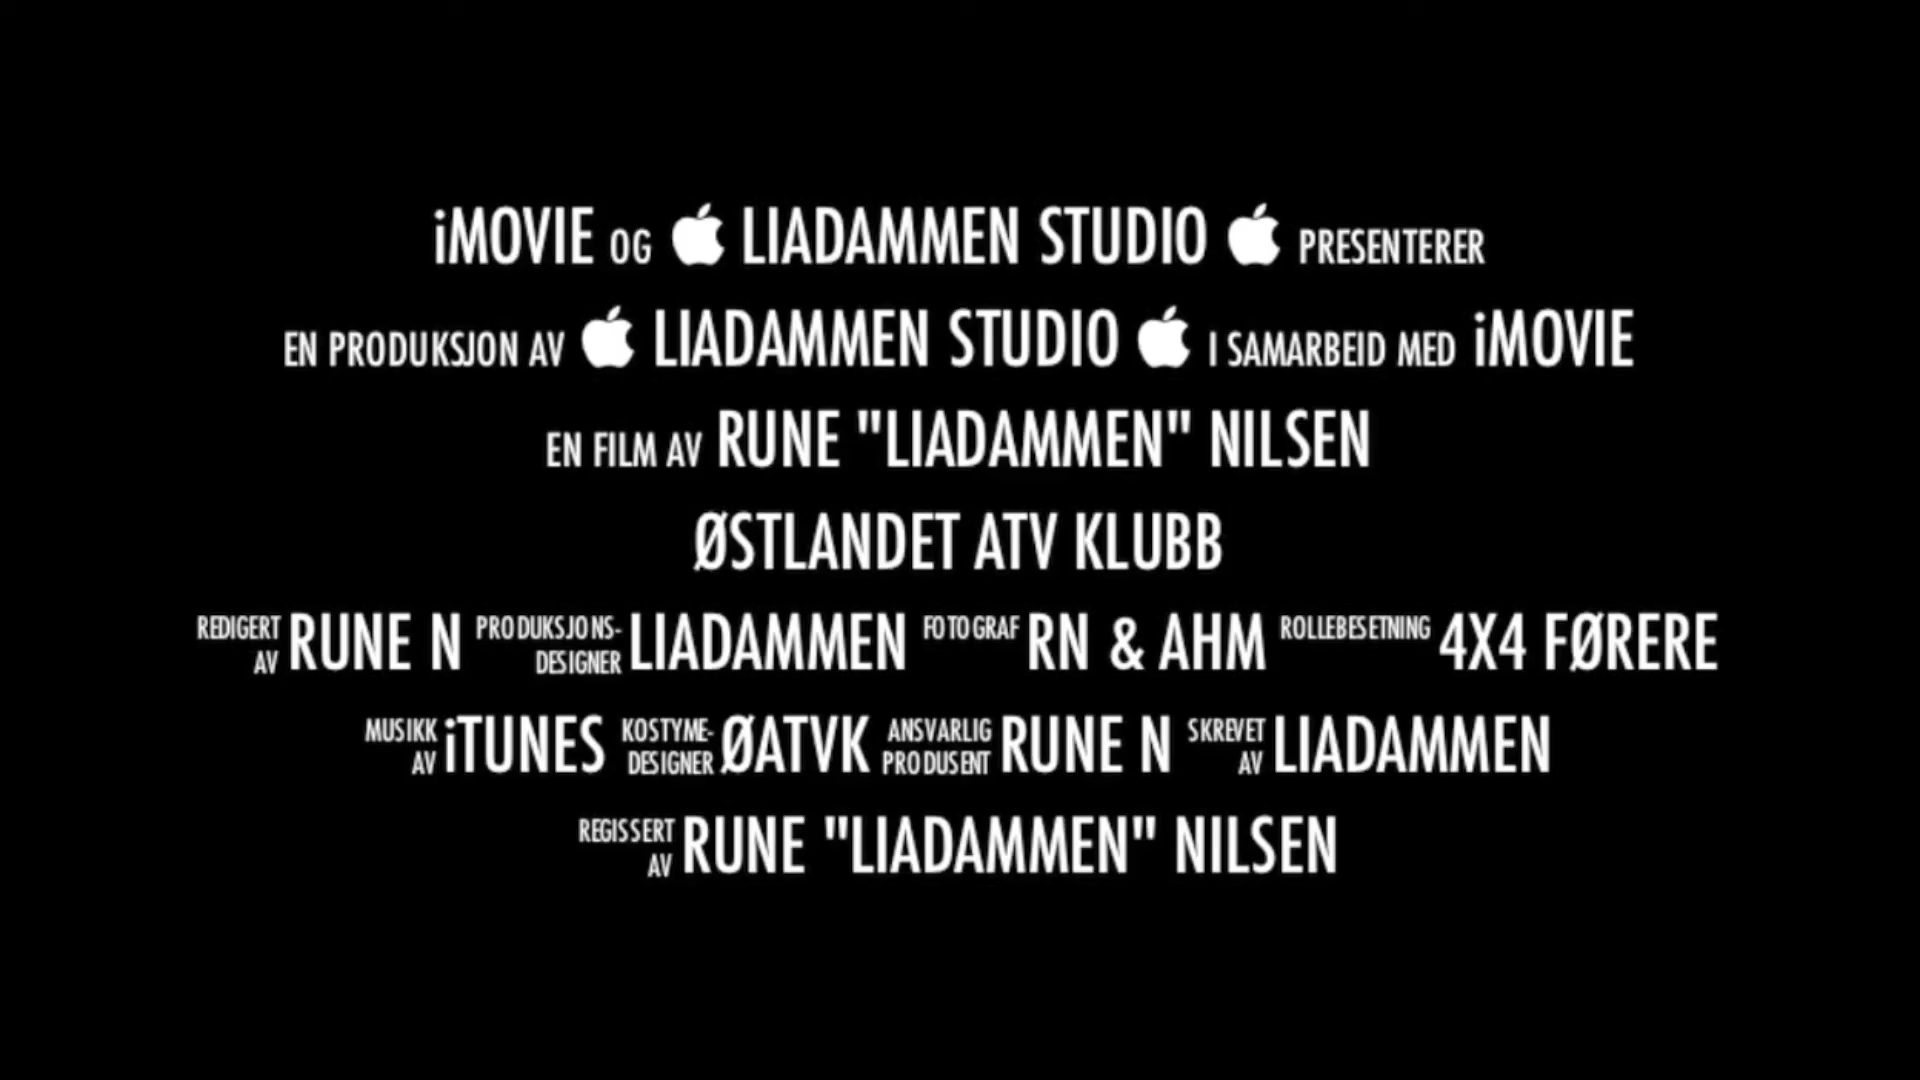 iMOVIE OG LIADAMMEN STUDIO PRESENTERER
EN PRODUKSJON AV LIADAMMEN STUDIO I SAMARBEID MED iMOVIE
EN FILM AV RUNE "LIADAMMEN" NILSEN
ØSTLANDET ATV KLUBB
REDIGERT AV RUNE N PRODUKSJONS-DESIGNER LIADAMMEN FOTOGRAF RN & AHM ROLLEBESETNING 4X4 FØRERE
MUSIKK AV iTUNES KOSTYME-DESIGNER ØATVK ANSVARLIG PRODUSENT RUNE N SKREVET AV LIADAMMEN
REGISSERT AV RUNE "LIADAMMEN" NILSEN